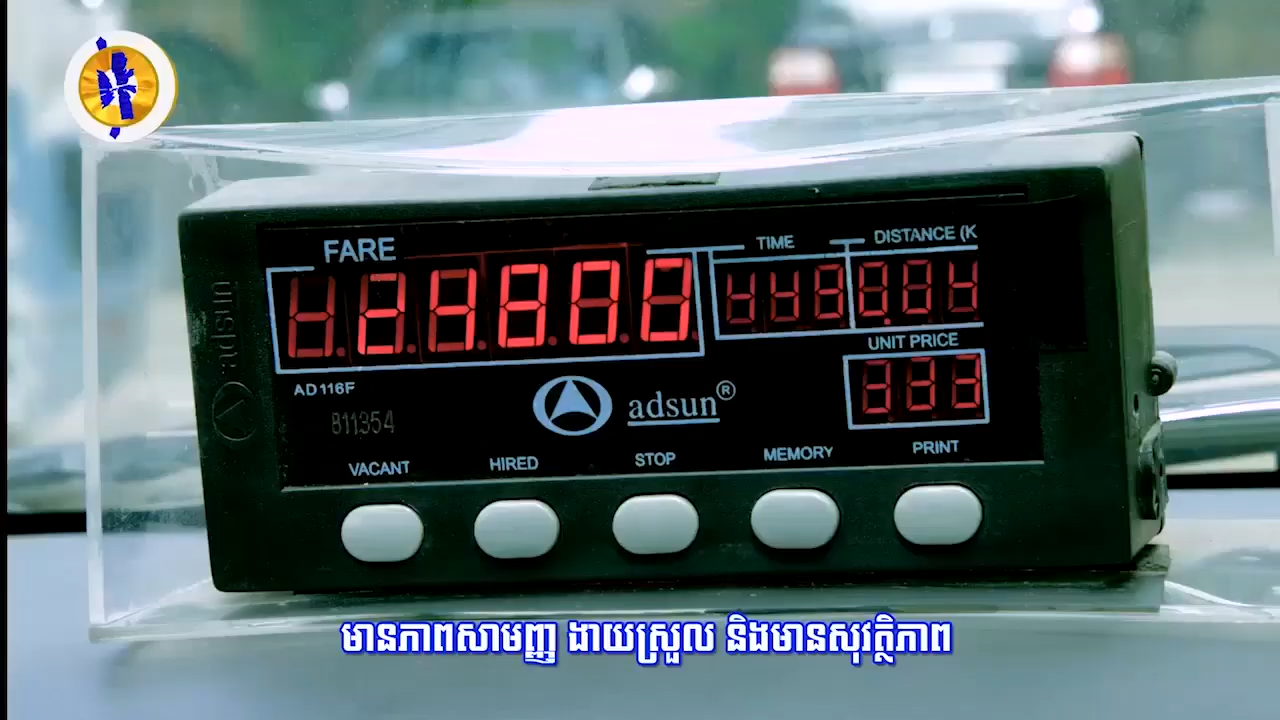 FARE
TIME
DISTANCE (K
UNIT PRICE
AD116F
811354
adsun®
adsun
VACANT
HIRED
STOP
MEMORY
PRINT
មានភាពសាមញ្ញ ងាយស្រួល និងមានសុវត្ថិភាព